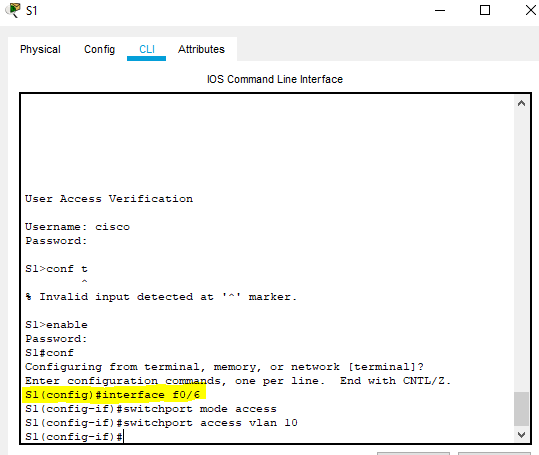 S1
Physical Config CLI Attributes
IOS Command Line Interface
User Access Verification
Username: cisco
Password:
S1>conf t
^
% Invalid input detected at '^' marker.
S1>enable
Password:
S1#conf
Configuring from terminal, memory, or network [terminal]?
Enter configuration commands, one per line.  End with CNTL/Z.
S1(config)#interface f0/6
S1(config-if)#switchport mode access
S1(config-if)#switchport access vlan 10
S1(config-if)#